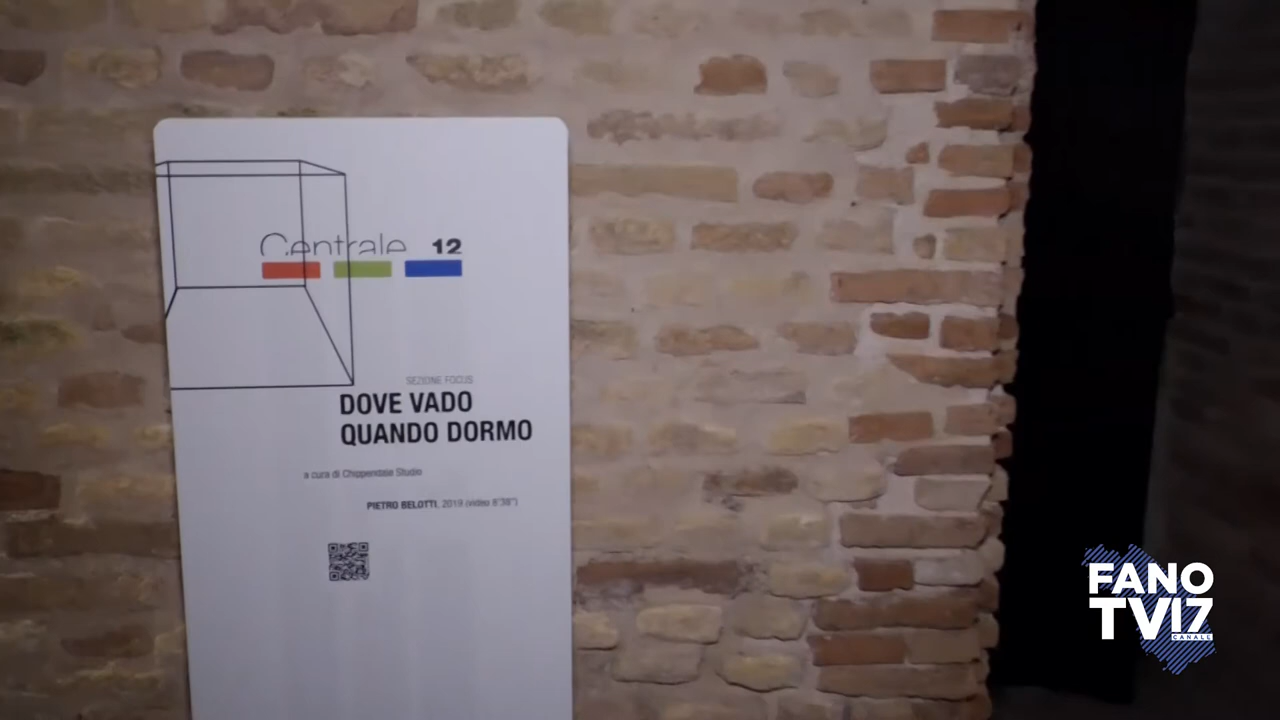 Centrale 12
SEZIONE FOCUS
DOVE VADO
QUANDO DORMO
a cura di Chippendale Studio
PIETRO BELOTTI, 2019 (video 8'38")
FANO
TV17
CANALE